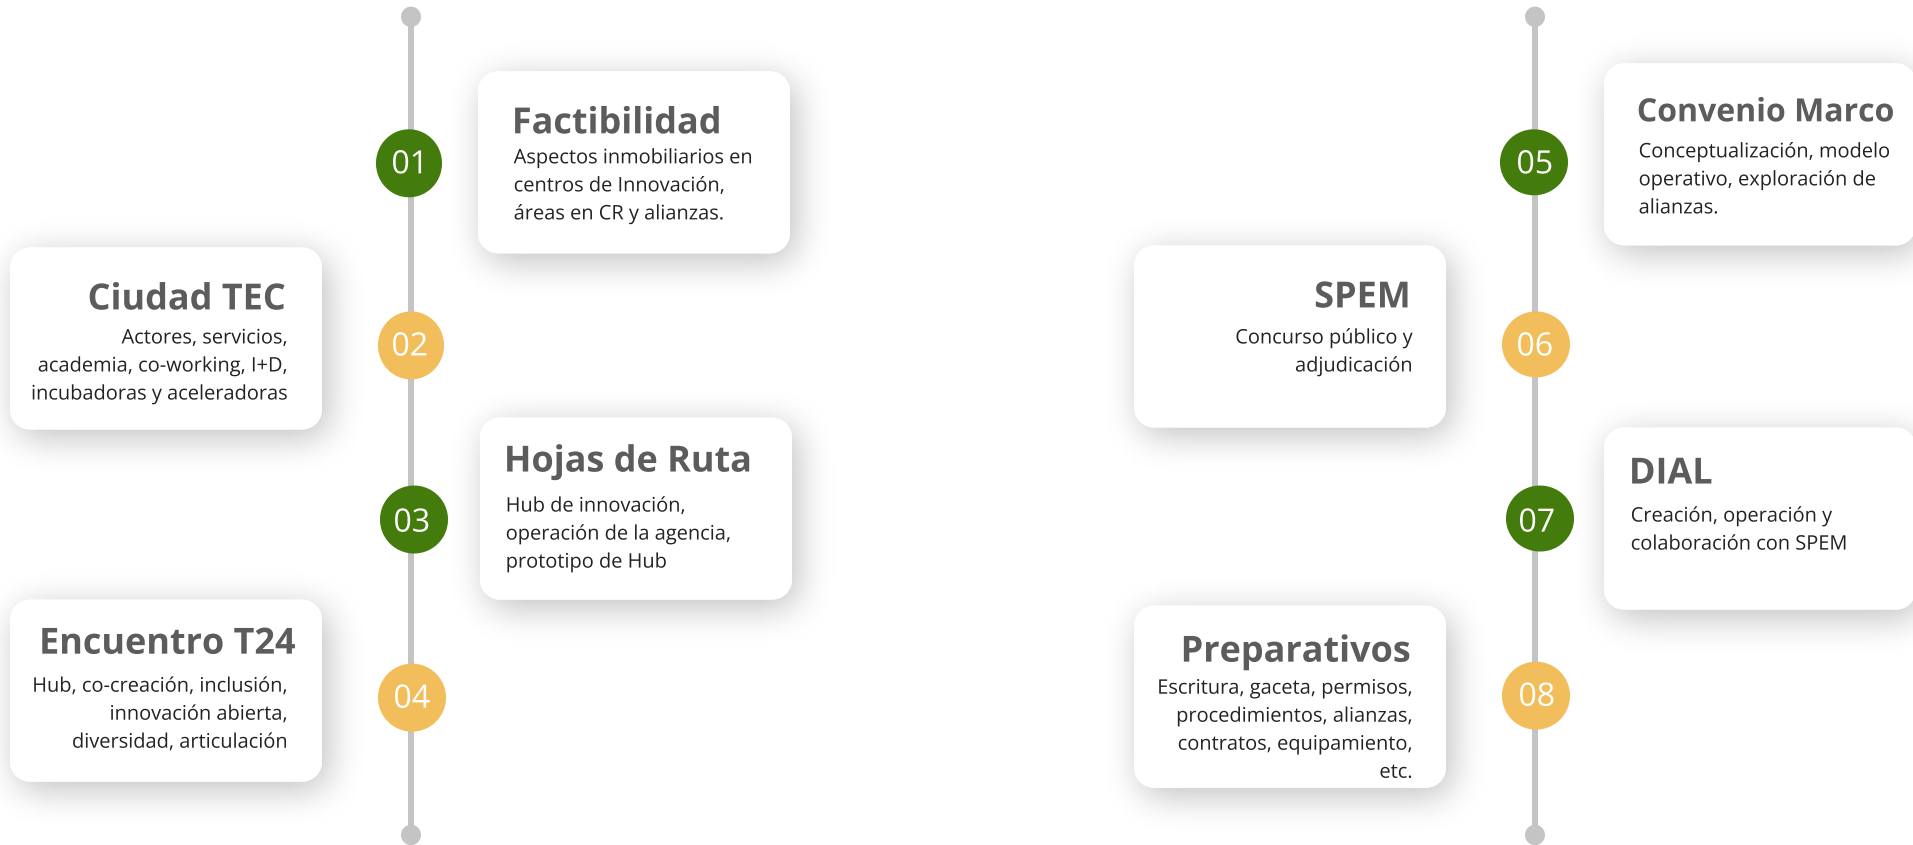 01
Factibilidad
Aspectos inmobiliarios en
centros de Innovación,
áreas en CR y alianzas.
02
Ciudad TEC
Actores, servicios,
academia, co-working, I+D,
incubadoras y aceleradoras
03
Hojas de Ruta
Hub de innovación,
operación de la agencia,
prototipo de Hub
04
Encuentro T24
Hub, co-creación, inclusión,
innovación abierta,
diversidad, articulación
05
Convenio Marco
Conceptualización, modelo
operativo, exploración de
alianzas.
06
SPEM
Concurso público y
adjudicación
07
DIAL
Creación, operación y
colaboración con SPEM
08
Preparativos
Escritura, gaceta, permisos,
procedimientos, alianzas,
contratos, equipamiento,
etc.